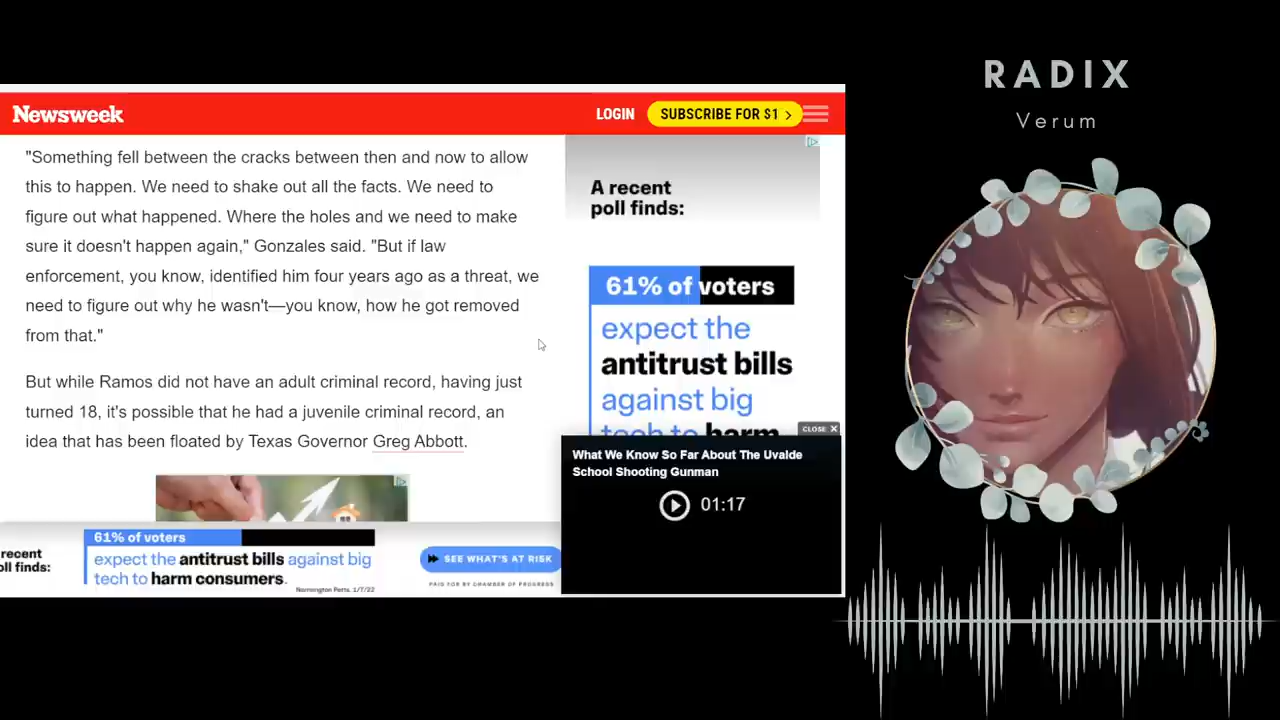 RADIX
Verum
Newsweek
LOGIN
SUBSCRIBE FOR $1
"Something fell between the cracks between then and now to allow
this to happen. We need to shake out all the facts. We need to
figure out what happened. Where the holes and we need to make
sure it doesn't happen again," Gonzales said. "But if law
enforcement, you know, identified him four years ago as a threat, we
need to figure out why he wasn't—you know, how he got removed
from that."
But while Ramos did not have an adult criminal record, having just
turned 18, it's possible that he had a juvenile criminal record, an
idea that has been floated by Texas Governor Greg Abbott.
A recent
poll finds:
61% of voters
expect the
antitrust bills
against big
tech to harm
CLOSE X
What We Know So Far About The Uvalde
School Shooting Gunman
01:17
recent
oll finds:
61% of voters
expect the antitrust bills against big
tech to harm consumers.
SEE WHAT'S AT RISK
PAID FOR BY CHAMBER OF PROGRESS